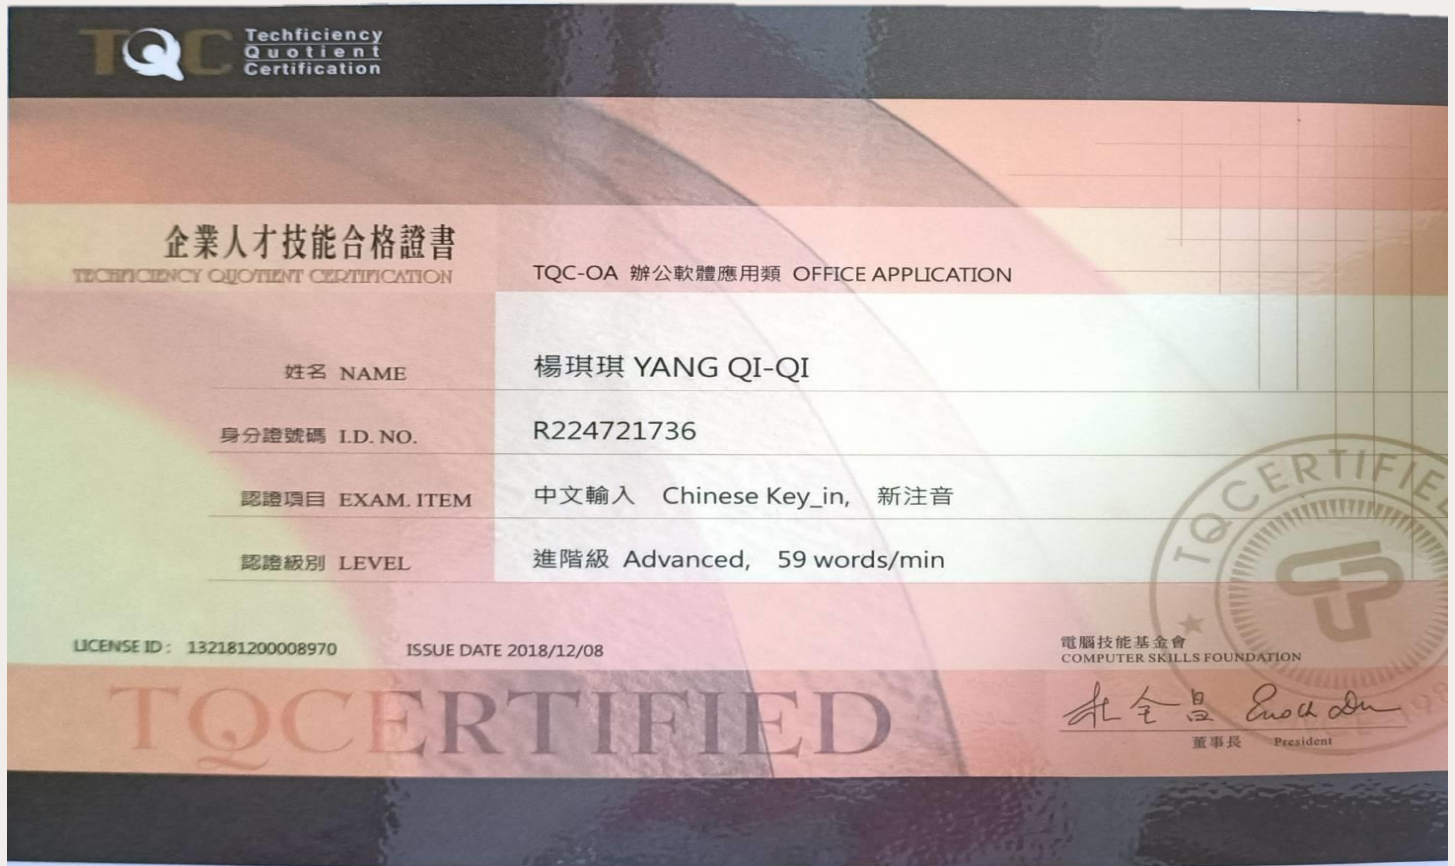 TQC Techficiency
Quotient
Certification
企業人才技能合格證書
TECHFICIENCY QUOTIENT CERTIFICATION
TQC-OA 辦公軟體應用類 OFFICE APPLICATION
姓名 NAME 楊琪琪 YANG QI-QI
身分證號碼 I.D. NO. R224721736
認證項目 EXAM. ITEM 中文輸入 Chinese Key_in, 新注音
認證級別 LEVEL 進階級 Advanced, 59 words/min
LICENSE ID : 132181200008970 ISSUE DATE 2018/12/08
電腦技能基金會
COMPUTER SKILLS FOUNDATION
TQCERTIFIED
杜全昌
董事長 President
TQCERTIFIED